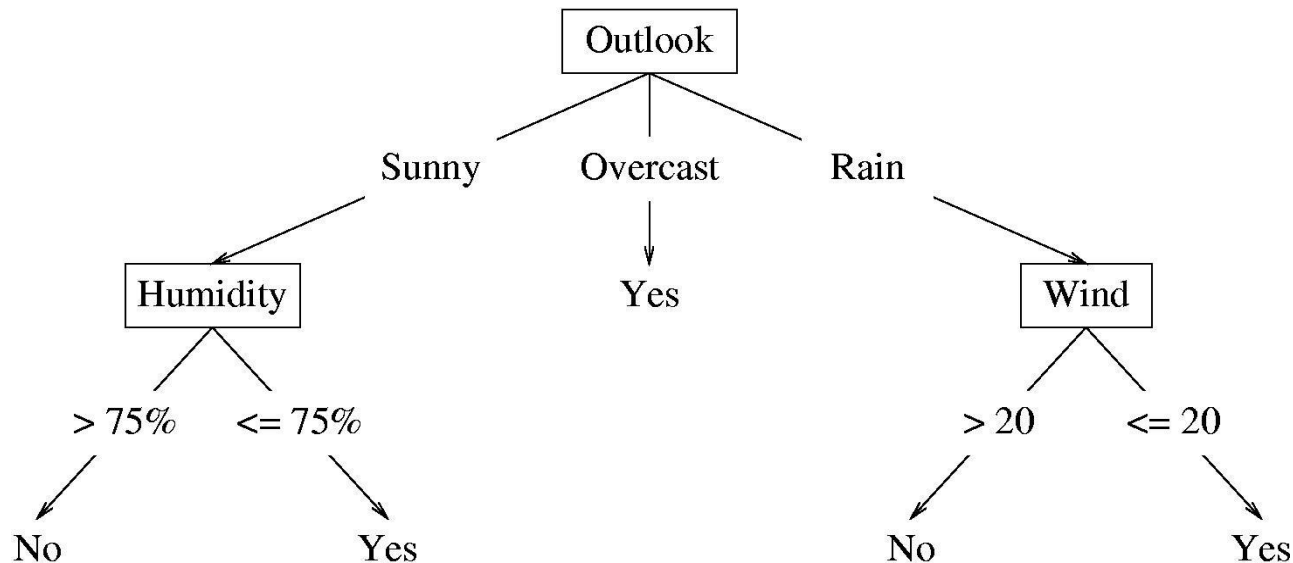 Outlook
Sunny Overcast Rain
Humidity Yes Wind
> 75% <= 75% > 20 <= 20
No Yes No Yes